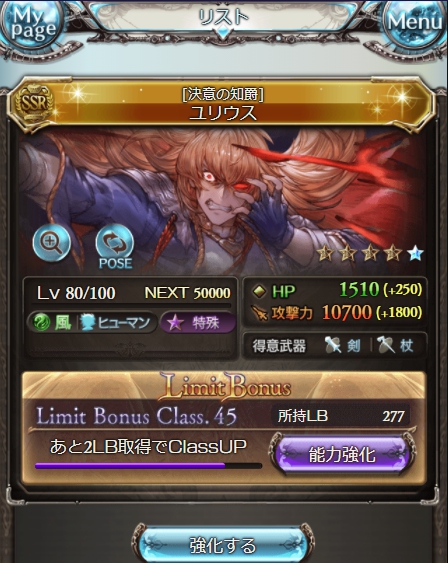 My page
リスト
Menu
SSR
[決意の知爵]
ユリウス
POSE
Lv 80/100 NEXT 50000
風 ヒューマン 特殊
HP 1510 (+250)
攻撃力 10700 (+1800)
得意武器 剣 杖
Limit Bonus
Limit Bonus Class. 45 所持LB 277
あと2LB取得でClassUP
能力強化
強化する